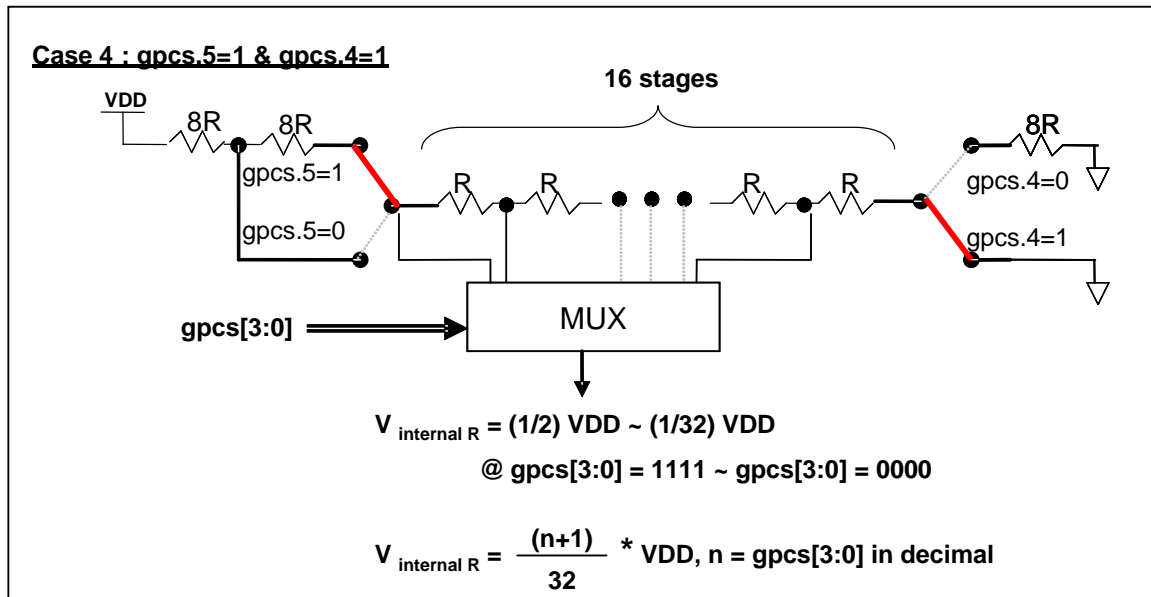 Case 4 : gpcs.5=1 & gpcs.4=1
16 stages
VDD
8R 8R 8R
gpcs.5=1
R R R R
gpcs.4=0
gpcs.5=0
gpcs.4=1
MUX
gpcs[3:0]
V internal R = (1/2) VDD ~ (1/32) VDD
@ gpcs[3:0] = 1111 ~ gpcs[3:0] = 0000
V internal R = (n+1) * VDD, n = gpcs[3:0] in decimal
32